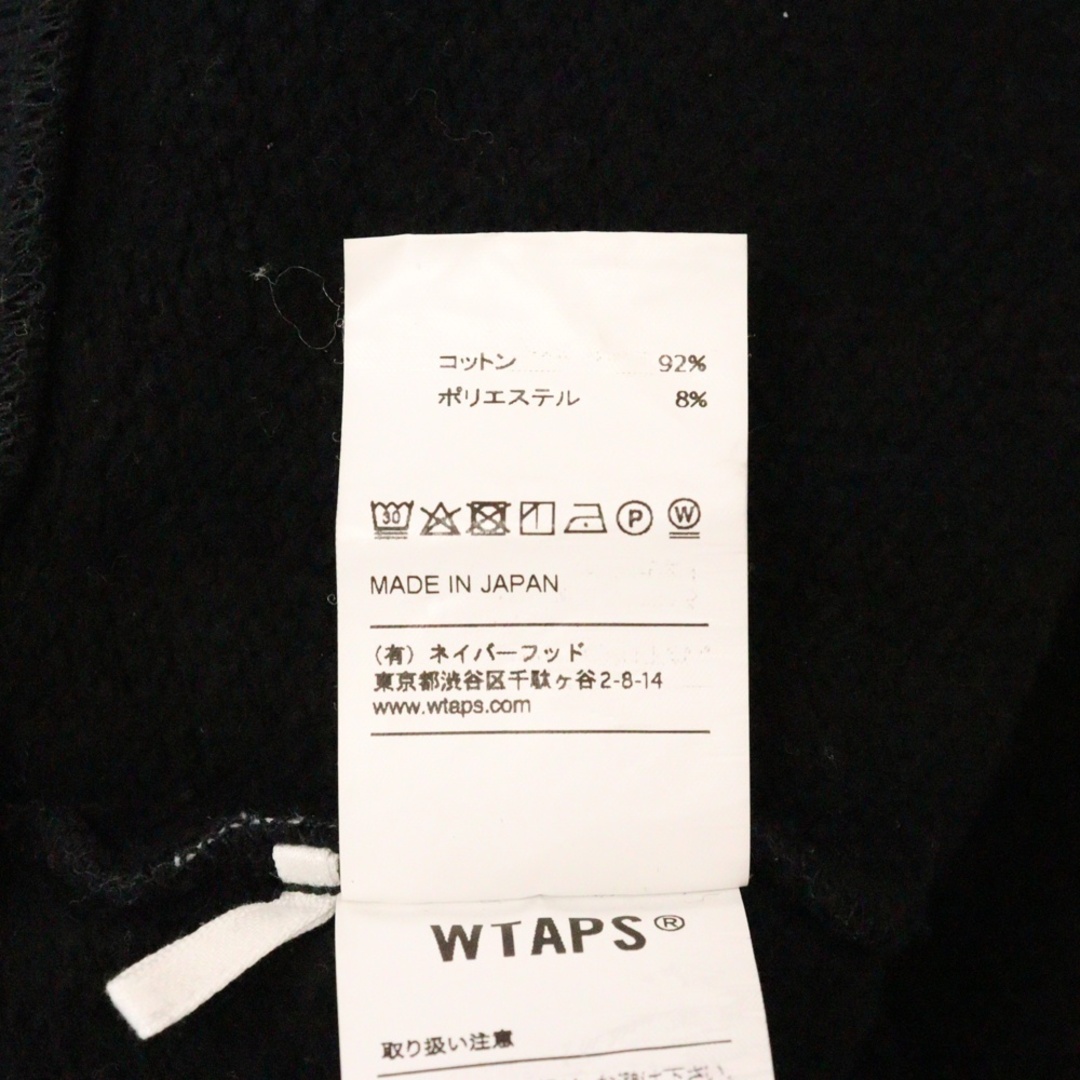 コットン 92%
ポリエステル 8%
30 P W
MADE IN JAPAN
(有) ネイバーフッド
東京都渋谷区千駄ヶ谷2-8-14
www.wtaps.com
WTAPS®
取り扱い注意